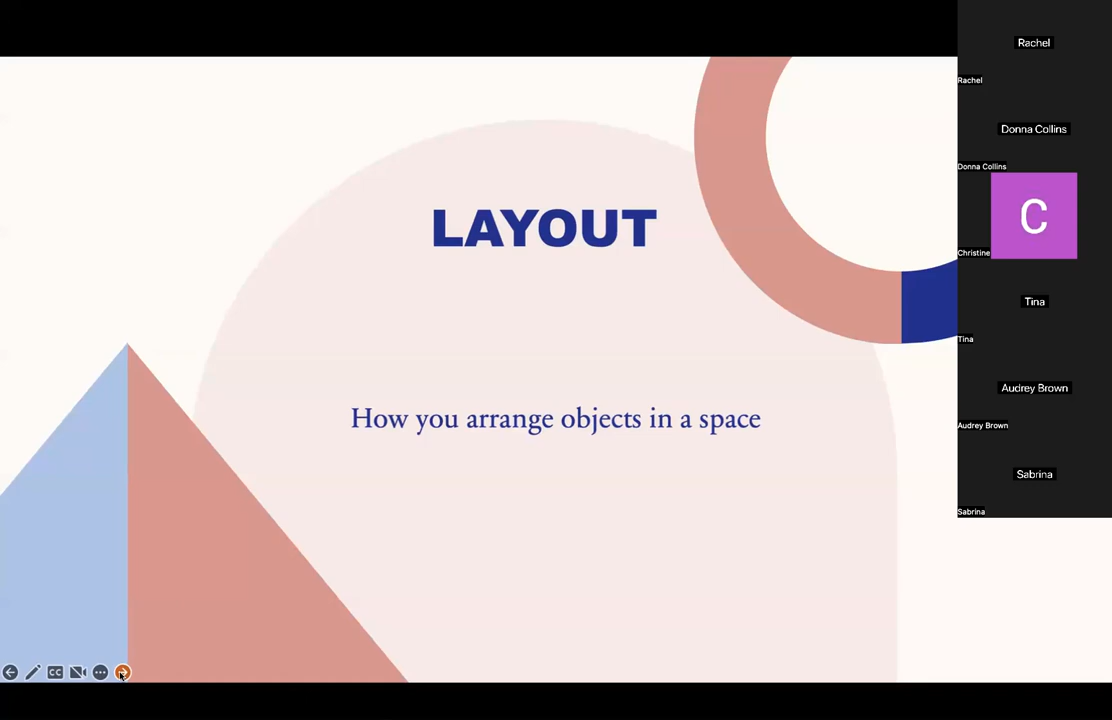 LAYOUT
How you arrange objects in a space
CC
Rachel
Rachel
Donna Collins
Donna Collins
C
Christine
Tina
Tina
Audrey Brown
Audrey Brown
Sabrina
Sabrina